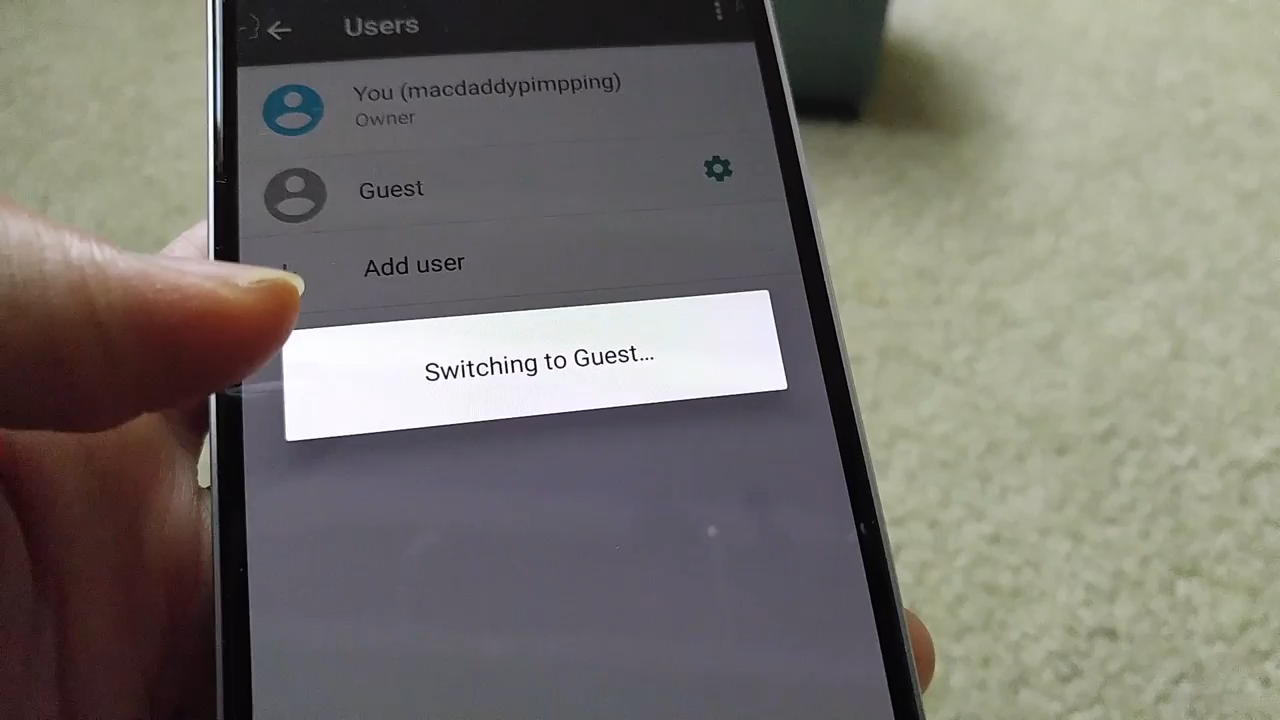 Users
You (macdaddypimpping)
Owner
Guest
Add user
Switching to Guest...